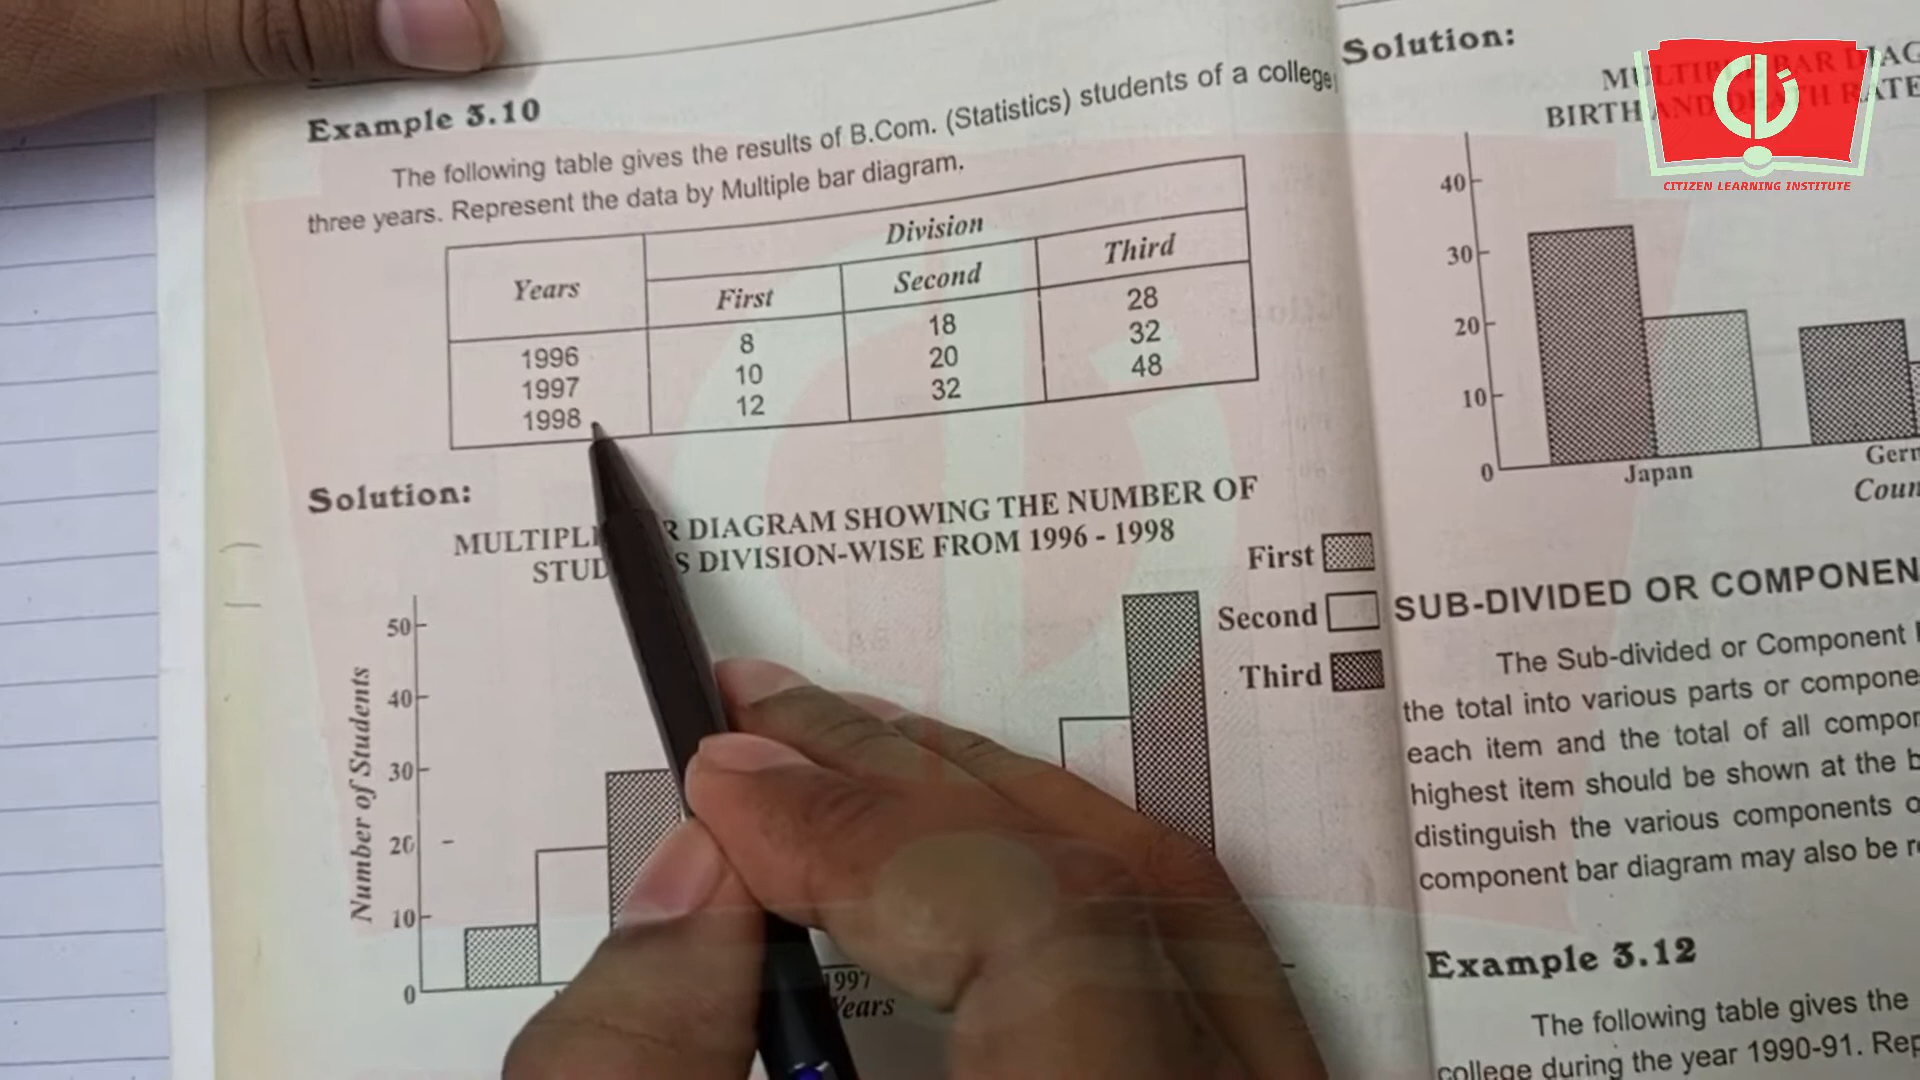 Example 3.10
The following table gives the results of B.Com. (Statistics) students of a college
three years. Represent the data by Multiple bar diagram.
Years
Division
First
Second
Third
1996 8 18 28
1997 10 20 32
1998 12 32 48
Solution:
DIAGRAM SHOWING THE NUMBER OF
DIVISION-WISE FROM 1996 - 1998
First
Second
Third
Number of Students
50
40
30
20
10
0
1997
Years
Solution:
BIRTH AND DEATH RATE
40
30
20
10
0
Japan
SUB-DIVIDED OR COMPONEN
The Sub-divided or Component
the total into various parts or compone
each item and the total of all compor
highest item should be shown at the b
distinguish the various components o
component bar diagram may also be r
Example 3.12
The following table gives the
college during the year 1990-91. Rep
CITIZEN LEARNING INSTITUTE